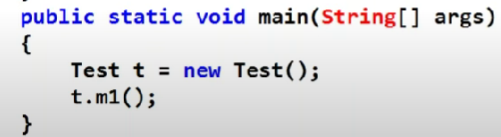 public static void main(String[] args)
{
    Test t = new Test();
    t.m1();
}